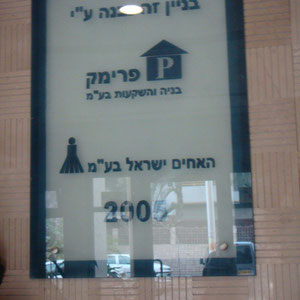 בניין זה נבנה ע"י
P פרימק
בניה והשקעות בע"מ
האחים ישראל בע"מ
2005